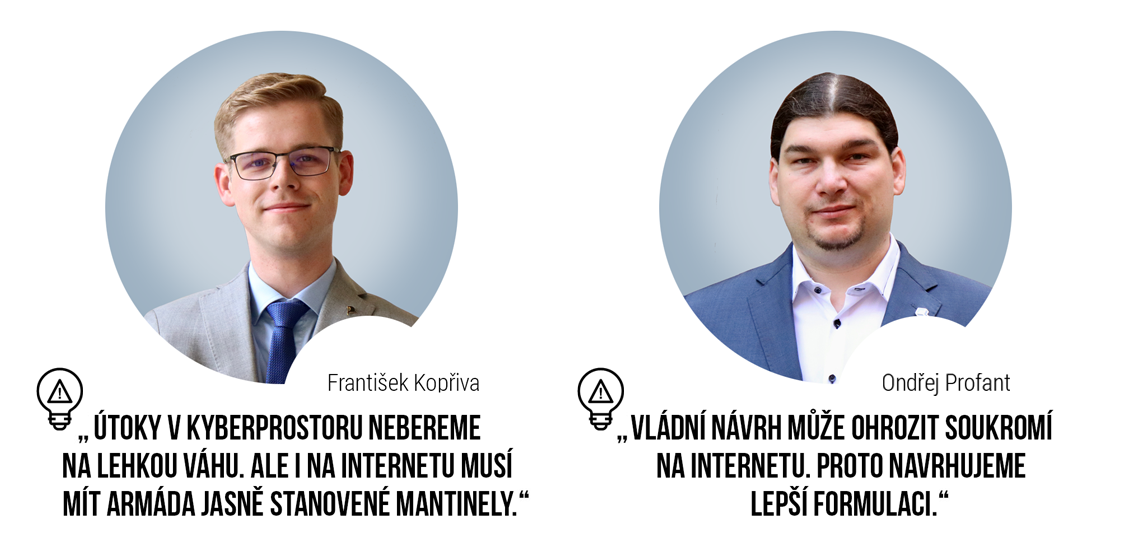 František Kopřiva
„ ÚTOKY V KYBERPROSTORU NEBEREME
NA LEHKOU VÁHU. ALE I NA INTERNETU MUSÍ
MÍT ARMÁDA JASNĚ STANOVENÉ MANTINELY.“
Ondřej Profant
„VLÁDNÍ NÁVRH MŮŽE OHROZIT SOUKROMÍ
NA INTERNETU. PROTO NAVRHUJEME
LEPŠÍ FORMULACI.“